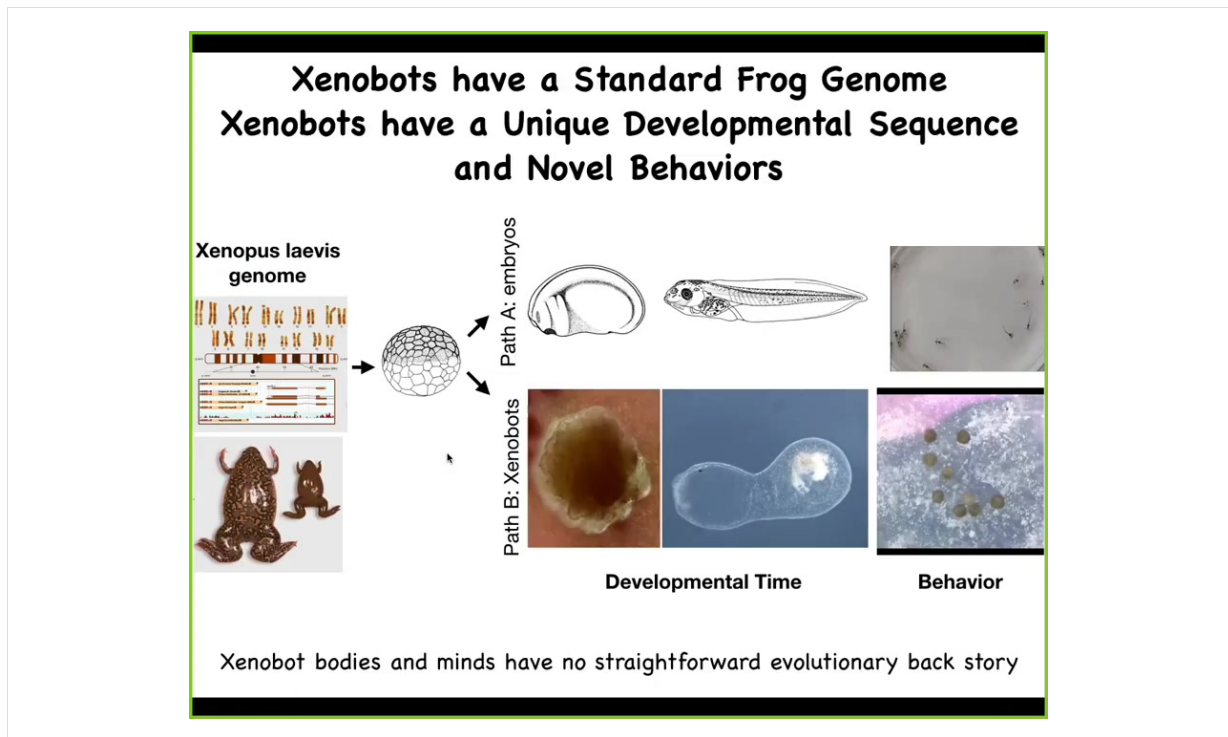 Xenobots have a Standard Frog Genome
Xenobots have a Unique Developmental Sequence
and Novel Behaviors
Xenopus laevis
genome
Path A: embryos
Path B: Xenobots
Developmental Time
Behavior
Xenobot bodies and minds have no straightforward evolutionary back story